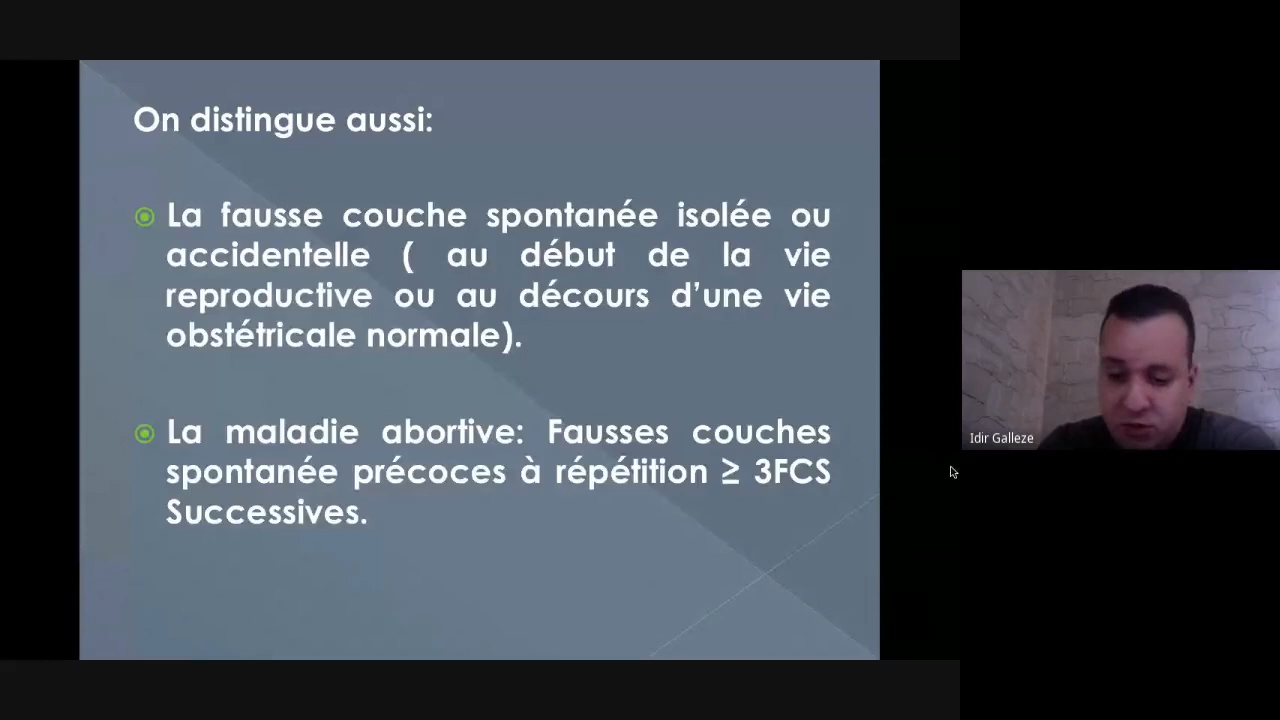 On distingue aussi:
La fausse couche spontanée isolée ou
accidentelle ( au début de la vie
reproductive ou au décours d’une vie
obstétricale normale).
La maladie abortive: Fausses couches
spontanée précoces à répétition ≥ 3FCS
Successives.
Idir Galleze